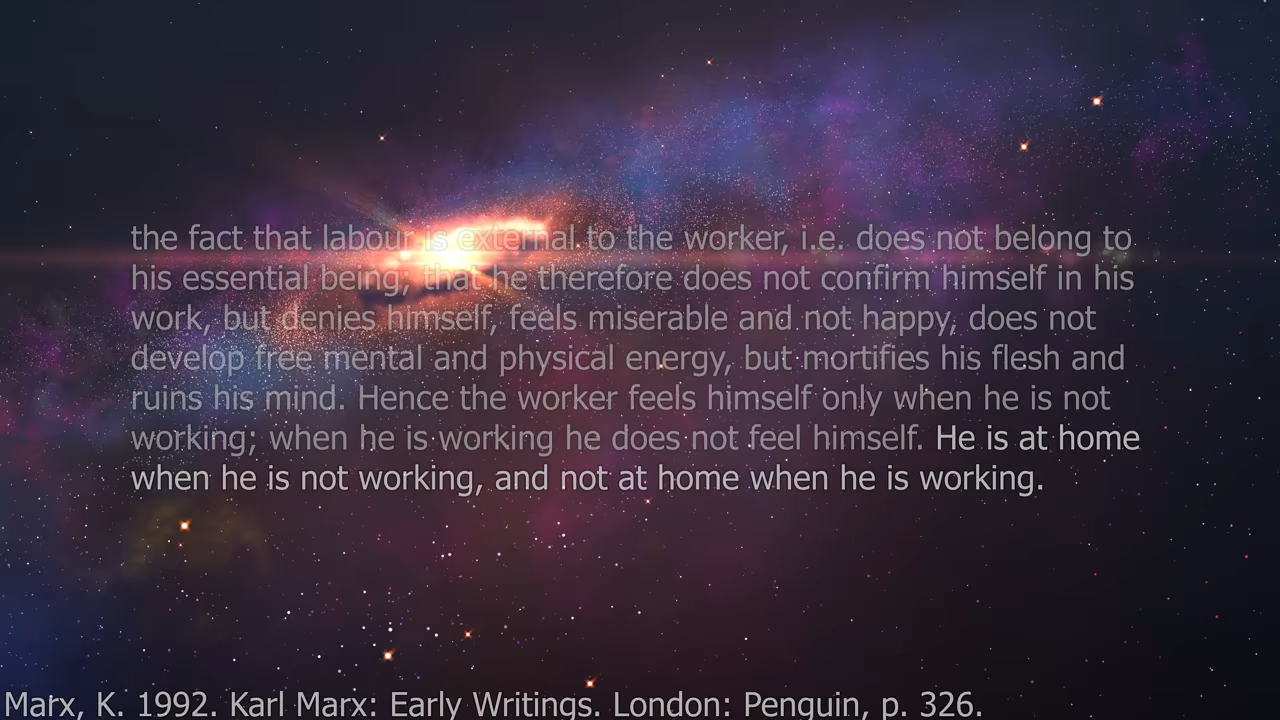 the fact that labour is external to the worker, i.e. does not belong to
his essential being; that he therefore does not confirm himself in his
work, but denies himself, feels miserable and not happy, does not
develop free mental and physical energy, but mortifies his flesh and
ruins his mind. Hence the worker feels himself only when he is not
working; when he is working he does not feel himself. He is at home
when he is not working, and not at home when he is working.
Marx, K. 1992. Karl Marx: Early Writings. London: Penguin, p. 326.